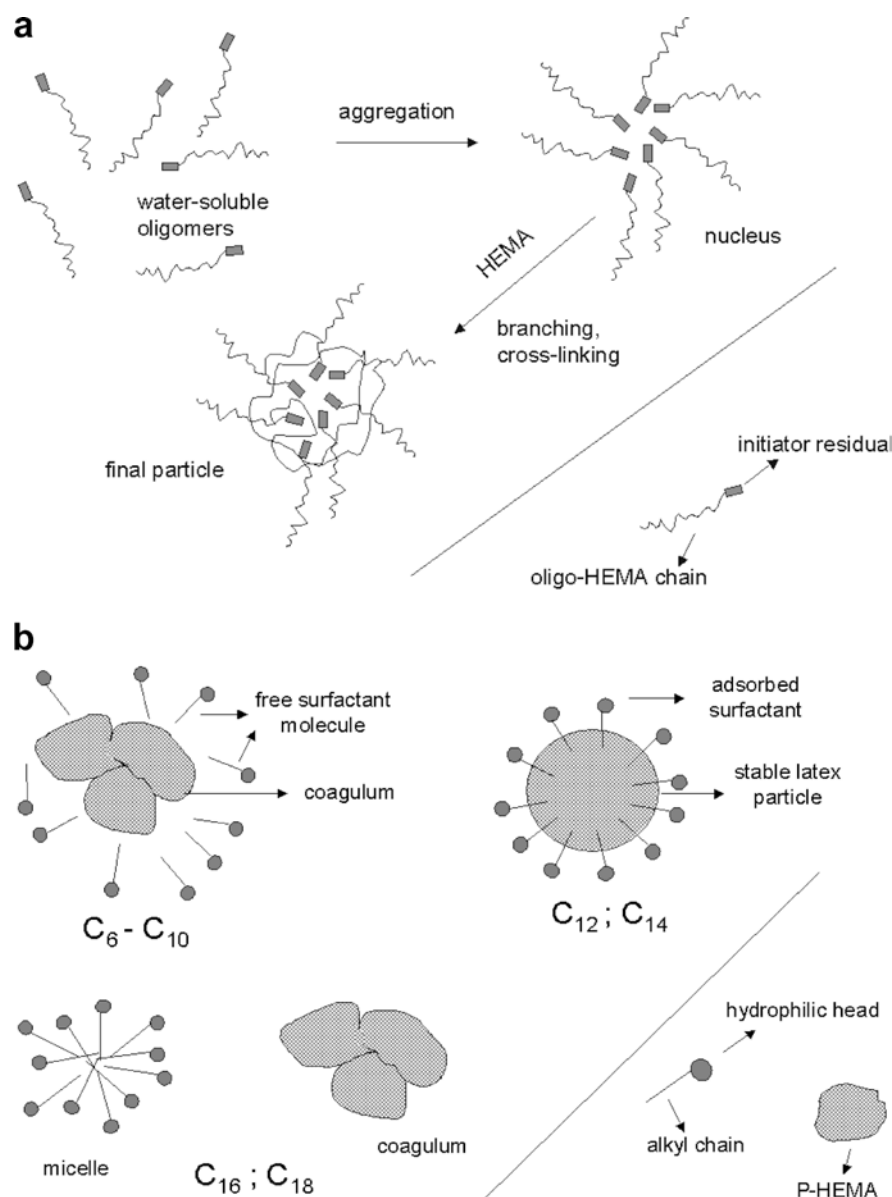 a
aggregation
water-soluble
oligomers
nucleus
HEMA
branching,
cross-linking
final particle
initiator residual
oligo-HEMA chain
b
free surfactant
molecule
coagulum
C₆ - C₁₀
adsorbed
surfactant
stable latex
particle
C₁₂ ; C₁₄
micelle
coagulum
C₁₆ ; C₁₈
hydrophilic head
alkyl chain
P-HEMA